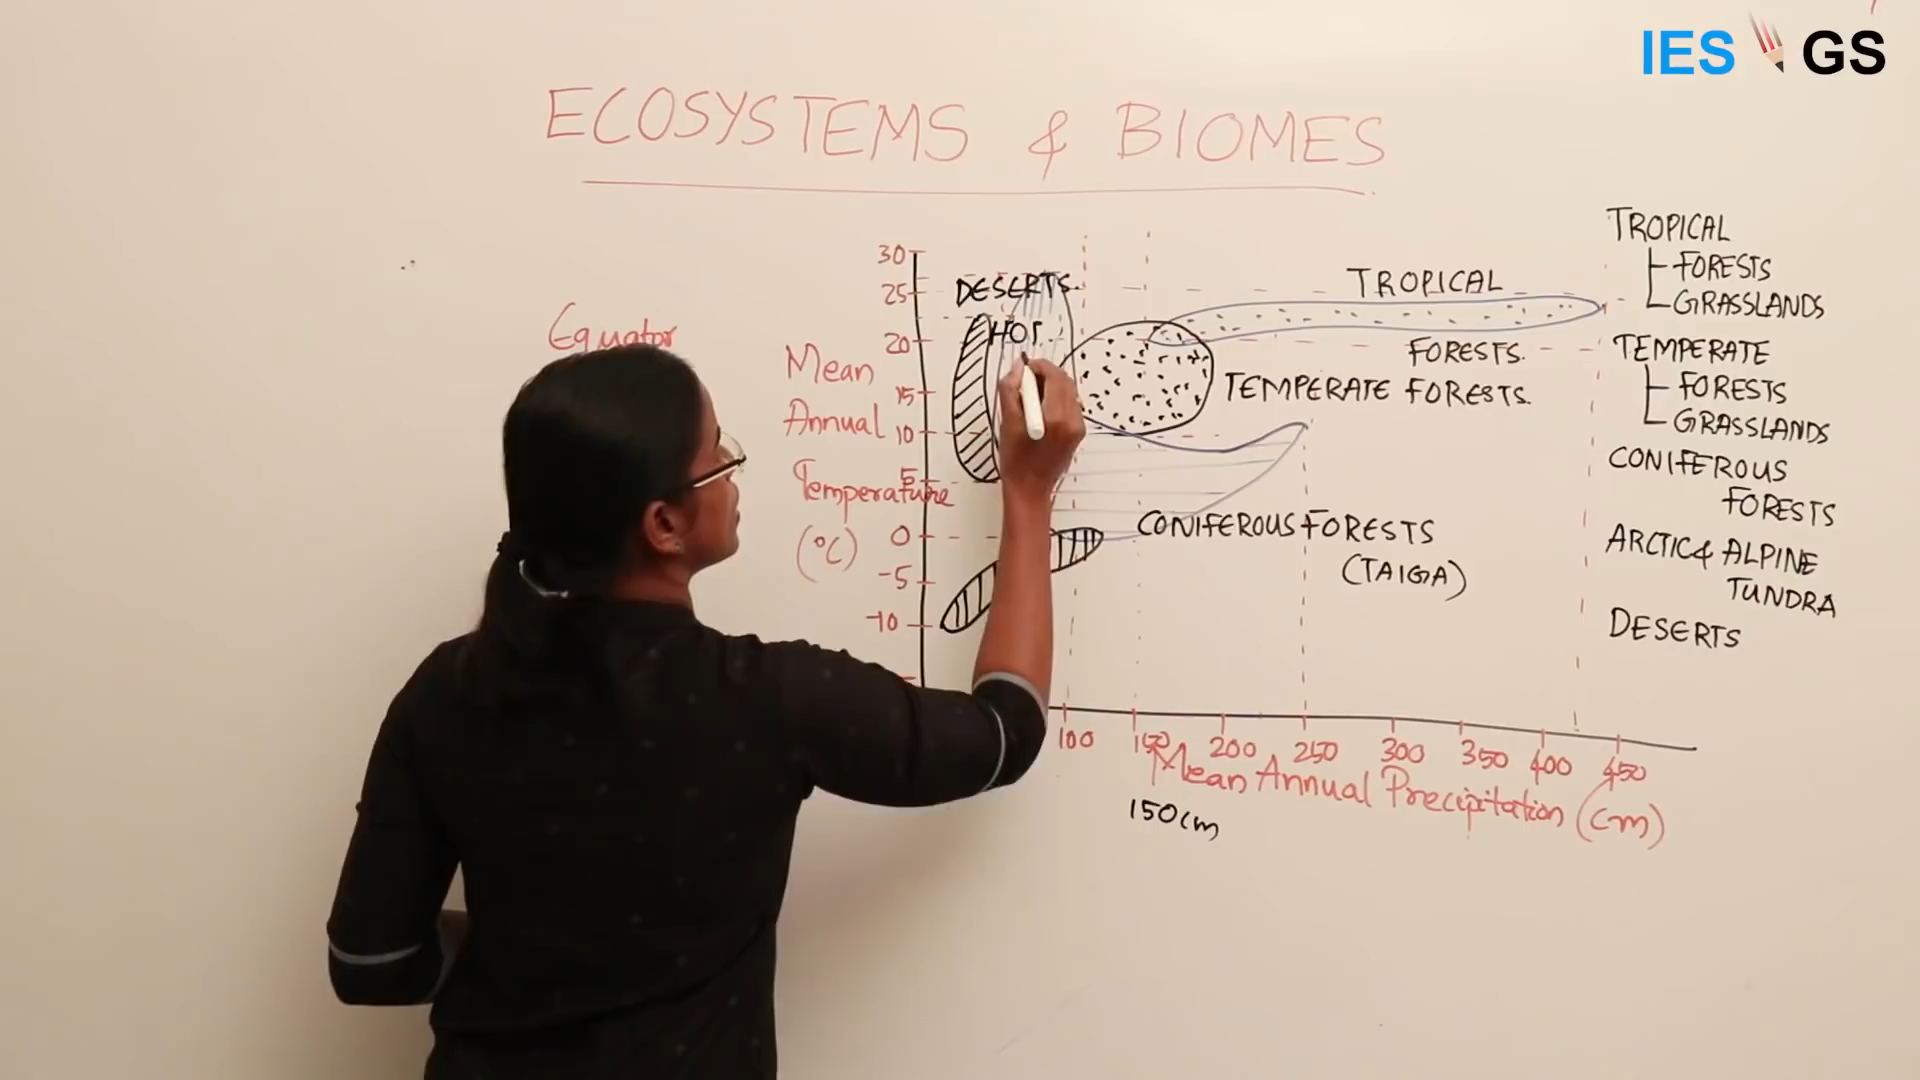 IES GS
ECOSYSTEMS & BIOMES
Equator
Mean
Annual
Temperature
(°C)
30
25
20
15
10
5
0
-5
-10
DESERTS
HOT
TROPICAL
FORESTS.
TEMPERATE FORESTS.
CONIFEROUS FORESTS
(TAIGA)
100 150 200 250 300 350 400 450
Mean Annual Precipitation (cm)
150cm
TROPICAL
FORESTS
GRASSLANDS
TEMPERATE
FORESTS
GRASSLANDS
CONIFEROUS
FORESTS
ARCTIC & ALPINE
TUNDRA
DESERTS